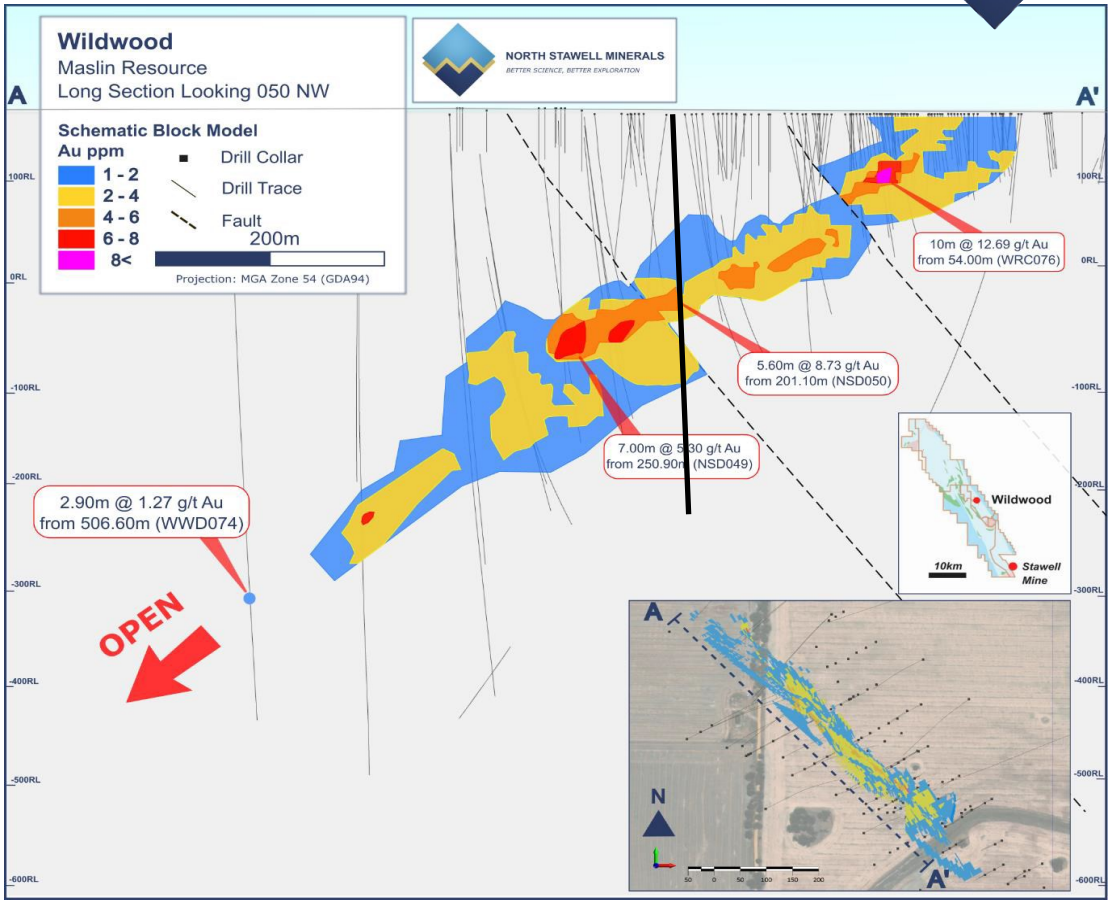 Wildwood
Maslin Resource
Long Section Looking 050 NW
NORTH STAWELL MINERALS
BETTER SCIENCE, BETTER EXPLORATION
A
A'
Schematic Block Model
Au ppm
1 - 2
2 - 4
4 - 6
6 - 8
8<
Drill Collar
Drill Trace
Fault
200m
Projection: MGA Zone 54 (GDA94)
100RL
0RL
-100RL
-200RL
-300RL
-400RL
-500RL
-600RL
100RL
0RL
-100RL
-200RL
-300RL
-400RL
-500RL
-600RL
10m @ 12.69 g/t Au
from 54.00m (WRC076)
5.60m @ 8.73 g/t Au
from 201.10m (NSD050)
7.00m @ 5.30 g/t Au
from 250.90m (NSD049)
2.90m @ 1.27 g/t Au
from 506.60m (WWD074)
OPEN
Wildwood
10km
Stawell
Mine
A
A'
N
50 0 50 100 150 200